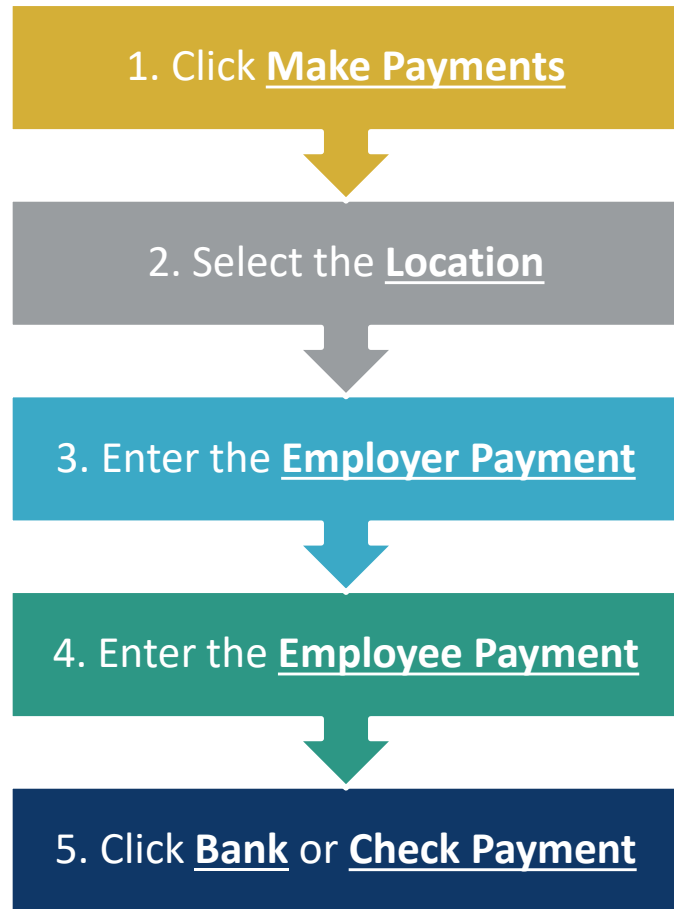 1. Click Make Payments
2. Select the Location
3. Enter the Employer Payment
4. Enter the Employee Payment
5. Click Bank or Check Payment